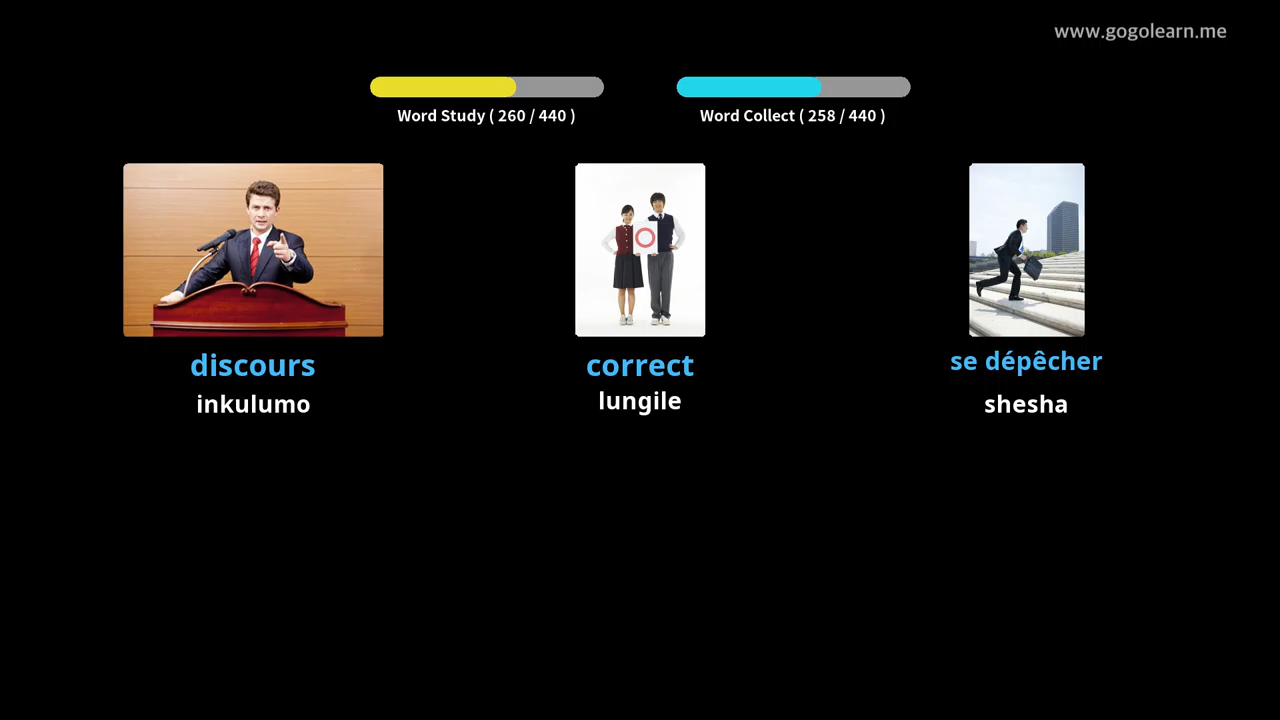 www.gogolearn.me
Word Study ( 260 / 440 )
Word Collect ( 258 / 440 )
discours
inkulumo
correct
lungile
se dépêcher
shesha